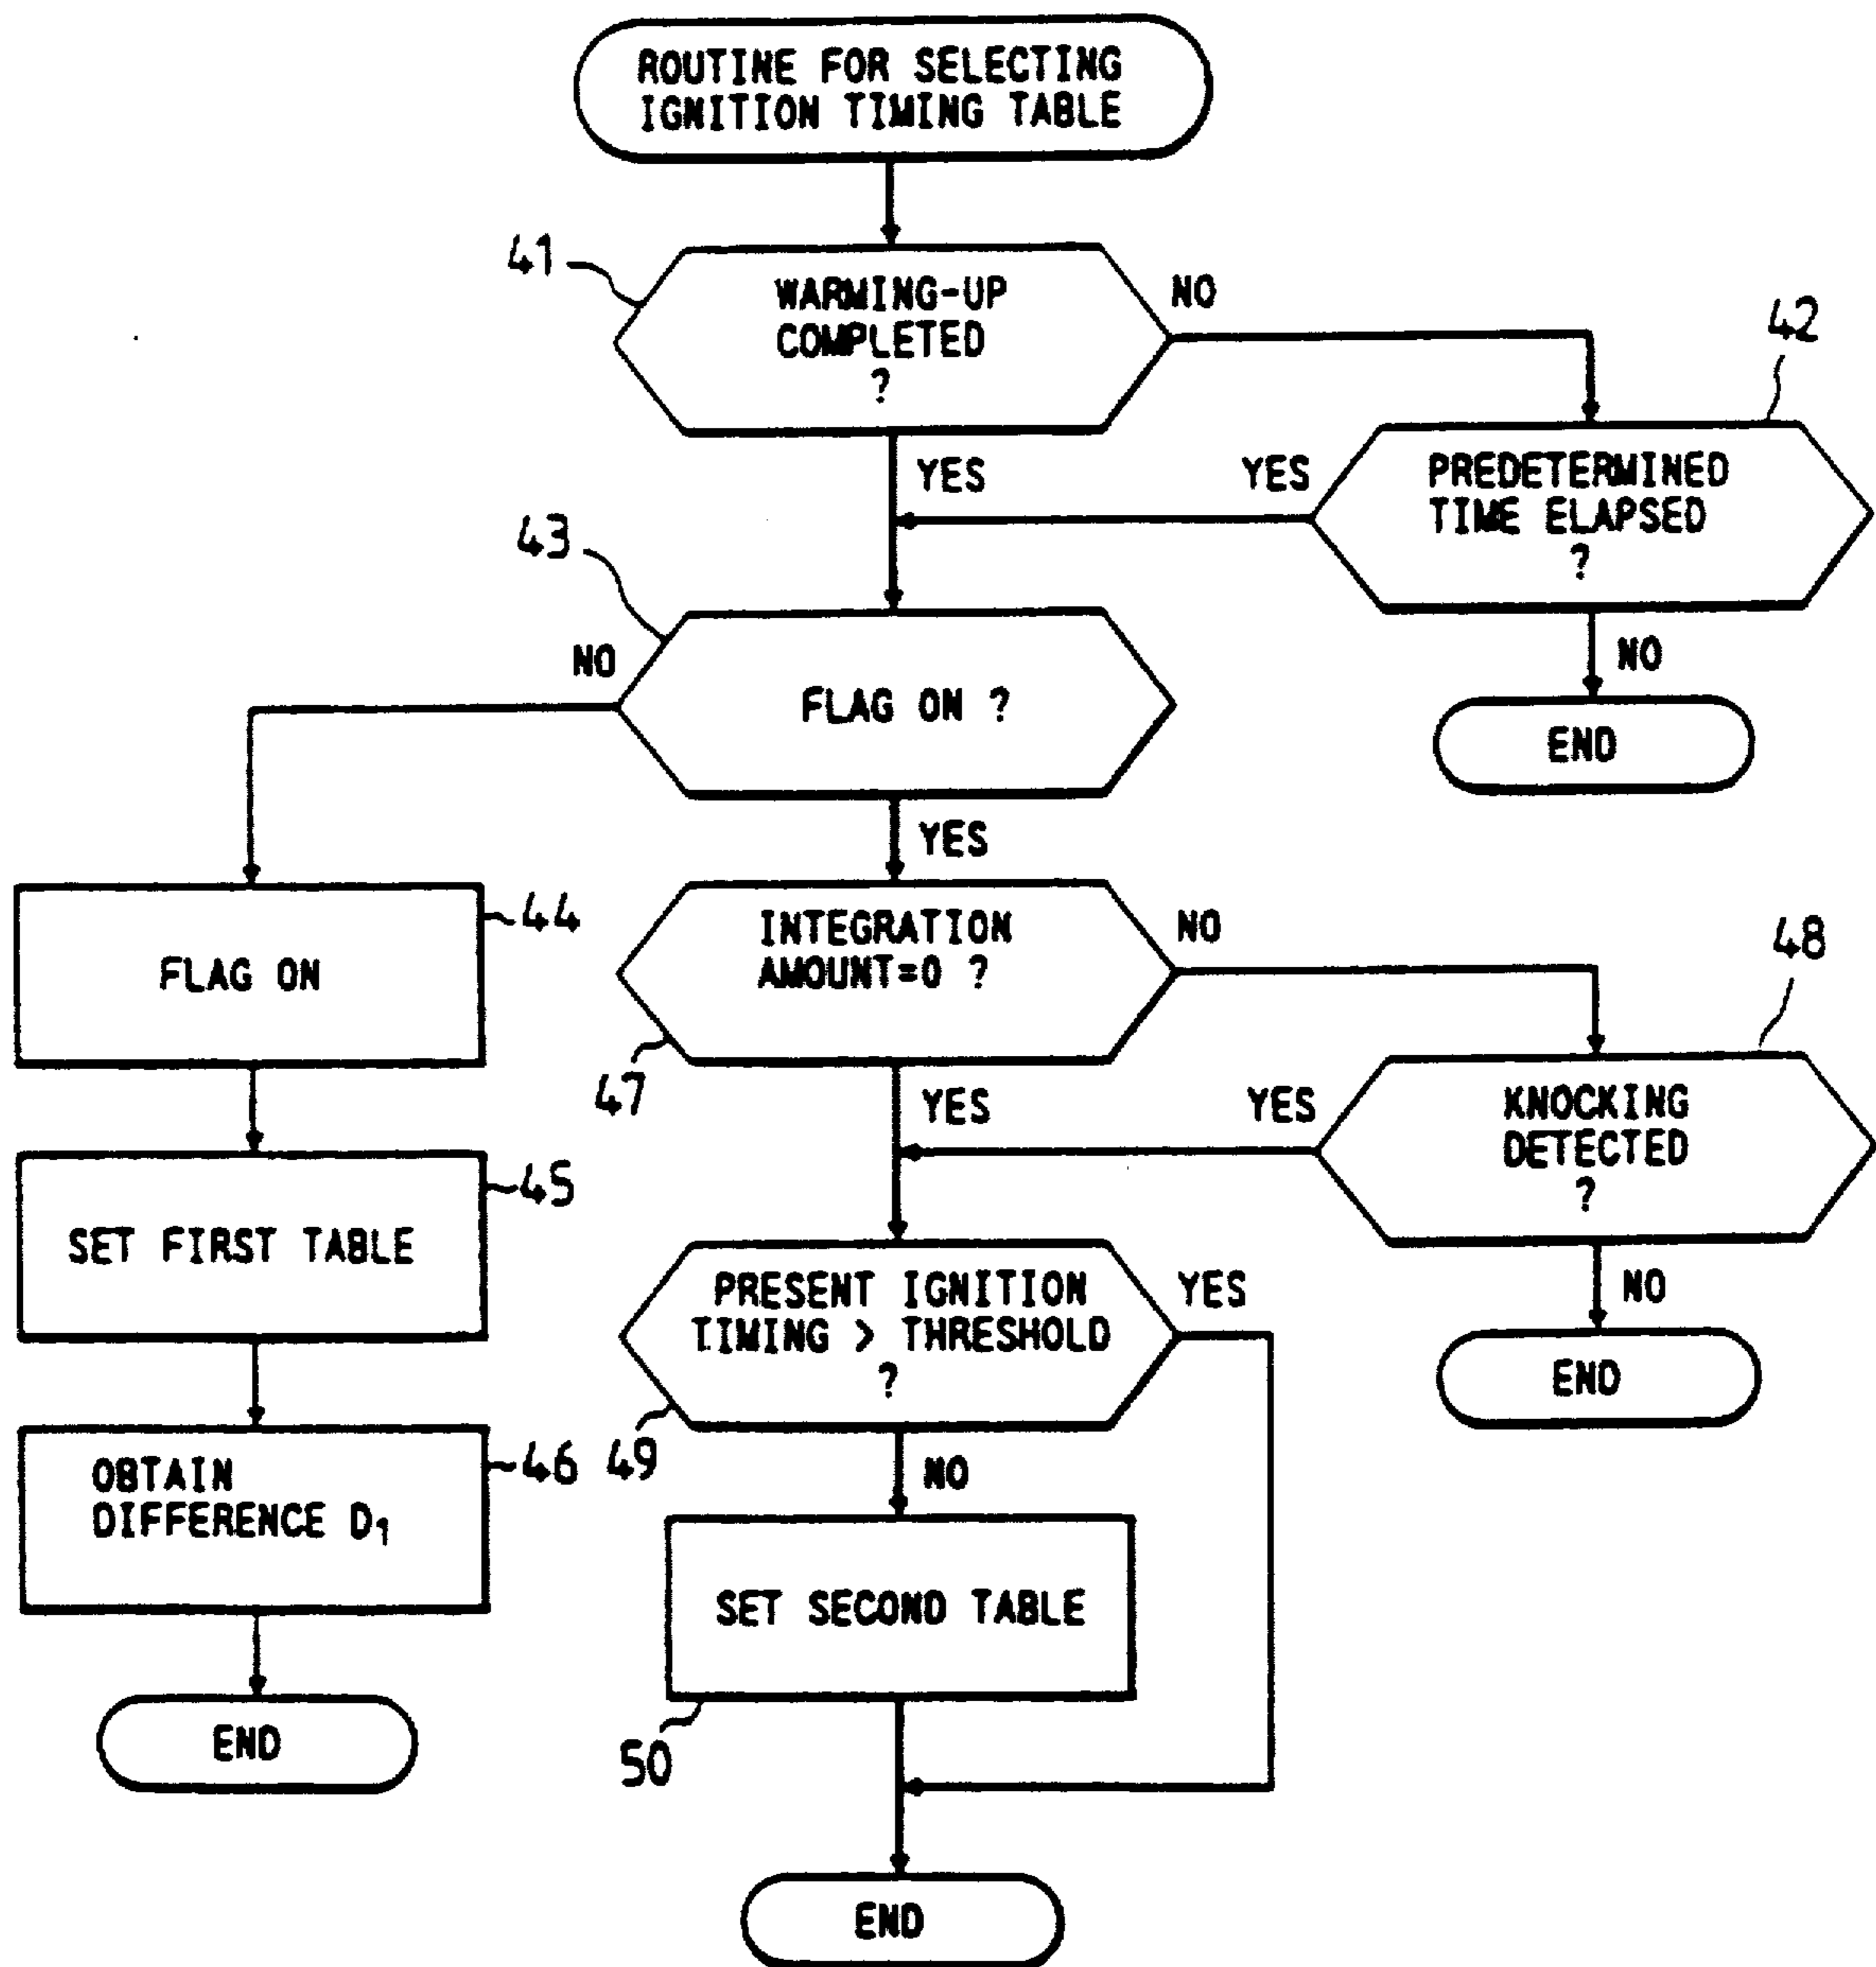 ROUTINE FOR SELECTING
IGNITION TIMING TABLE
41
WARMING-UP
COMPLETED
?
NO
42
YES
YES
PREDETERMINED
TIME ELAPSED
?
43
NO
FLAG ON ?
NO
END
YES
44
FLAG ON
INTEGRATION
AMOUNT=0 ?
NO
48
47
YES
YES
KNOCKING
DETECTED
?
45
SET FIRST TABLE
PRESENT IGNITION
TIMING > THRESHOLD
?
YES
NO
END
46
OBTAIN
DIFFERENCE D₁
49
NO
SET SECOND TABLE
50
END
END